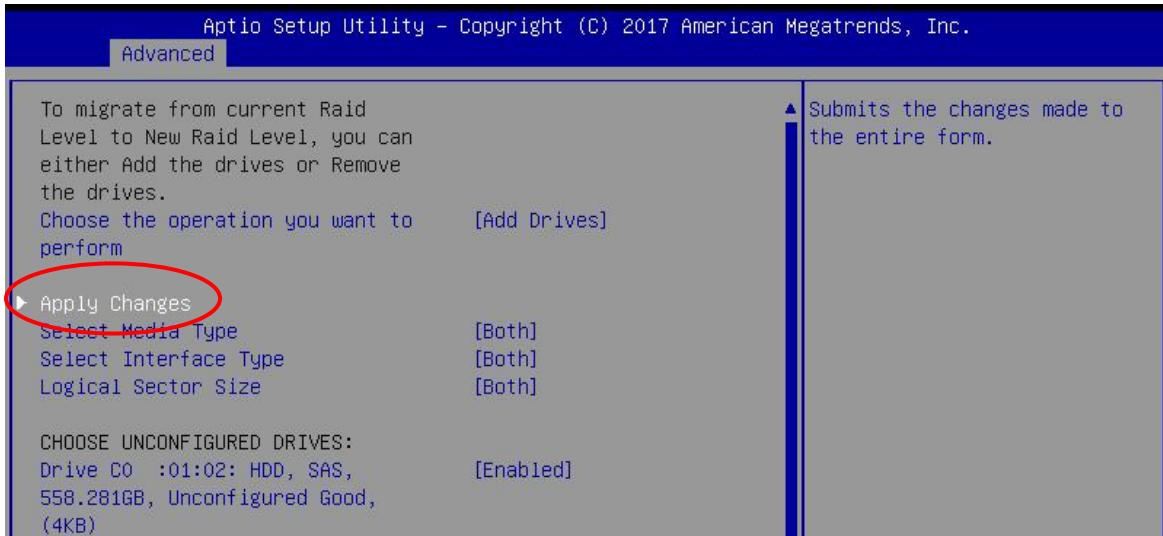 Aptio Setup Utility – Copyright (C) 2017 American Megatrends, Inc.
Advanced
To migrate from current Raid
Level to New Raid Level, you can
either Add the drives or Remove
the drives.
Choose the operation you want to [Add Drives]
perform
Apply Changes
Select Media Type [Both]
Select Interface Type [Both]
Logical Sector Size [Both]
CHOOSE UNCONFIGURED DRIVES:
Drive C0 :01:02: HDD, SAS, [Enabled]
558.281GB, Unconfigured Good,
(4KB)
Submits the changes made to
the entire form.